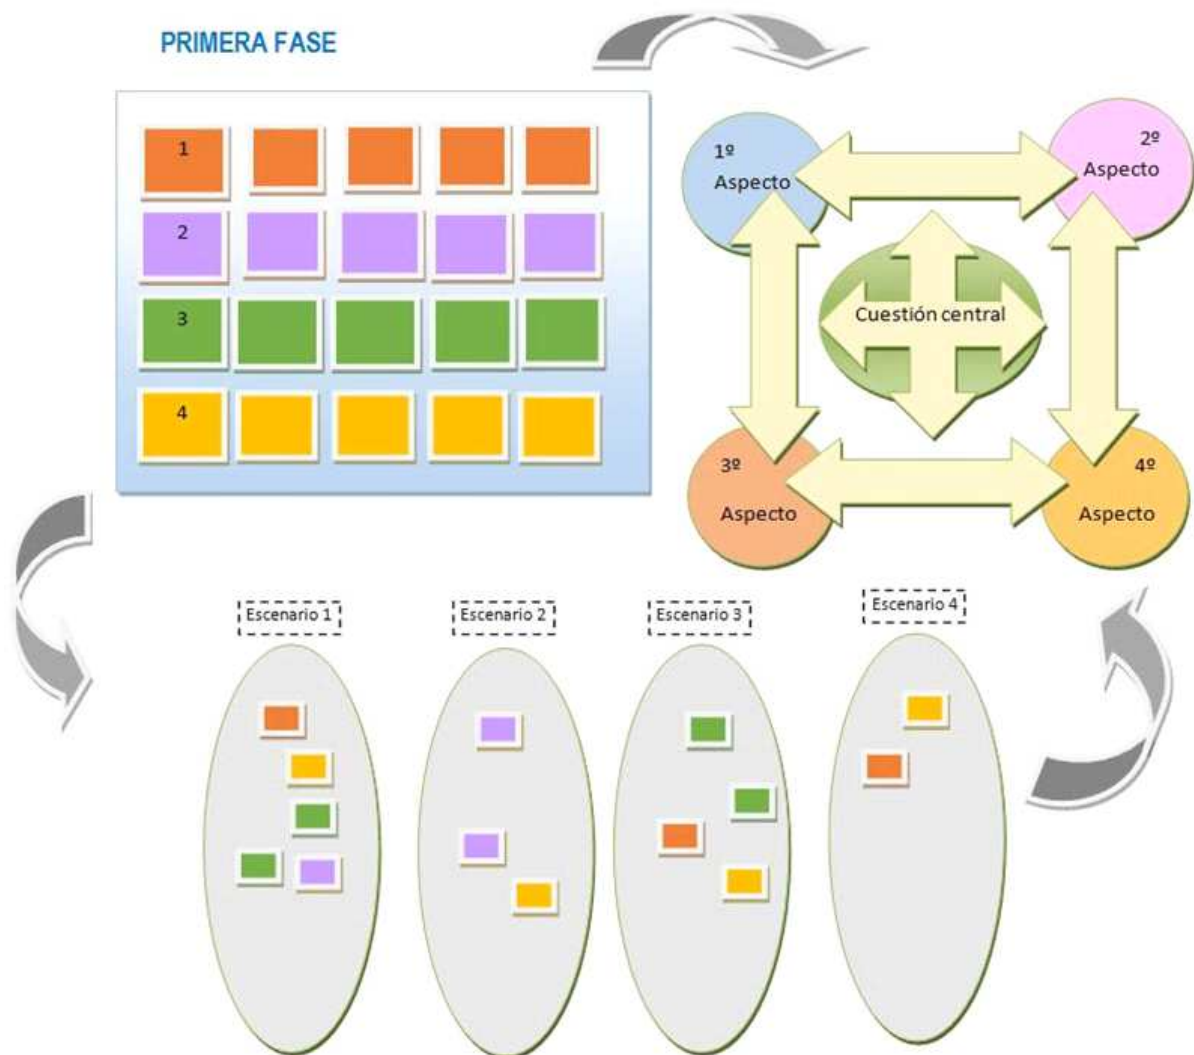 PRIMERA FASE
1
2
3
4
1º
Aspecto
2º
Aspecto
Cuestión central
3º
Aspecto
4º
Aspecto
Escenario 1
Escenario 2
Escenario 3
Escenario 4